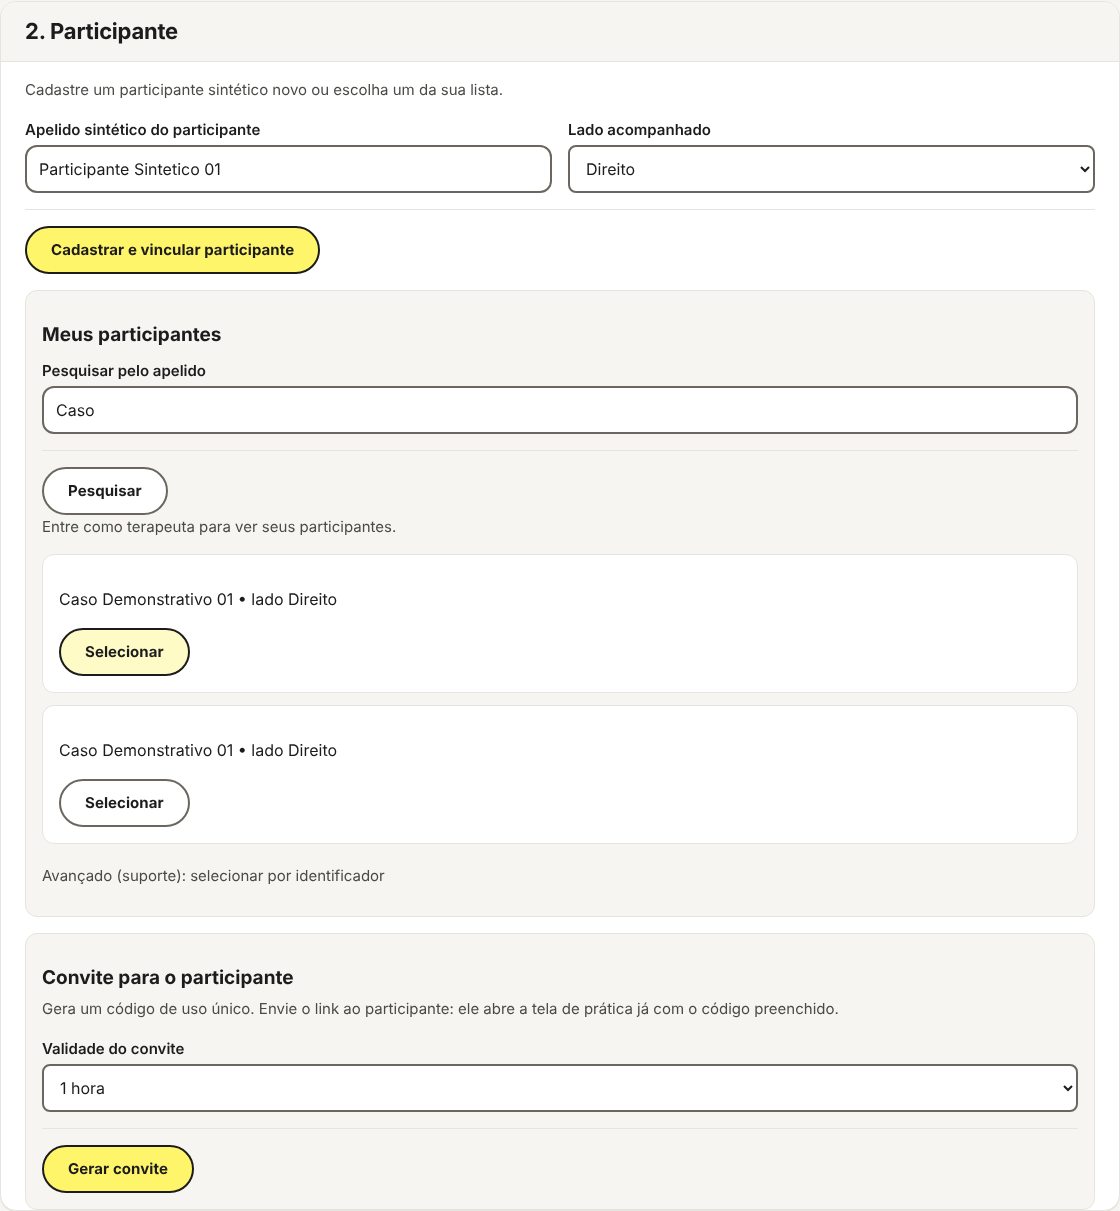 2. Participante
Cadastre um participante sintético novo ou escolha um da sua lista.
Apelido sintético do participante
Lado acompanhado
Participante Sintetico 01
Direito
Cadastrar e vincular participante
Meus participantes
Pesquisar pelo apelido
Caso
Pesquisar
Entre como terapeuta para ver seus participantes.
Caso Demonstrativo 01 • lado Direito
Selecionar
Caso Demonstrativo 01 • lado Direito
Selecionar
Avançado (suporte): selecionar por identificador
Convite para o participante
Gera um código de uso único. Envie o link ao participante: ele abre a tela de prática já com o código preenchido.
Validade do convite
1 hora
Gerar convite